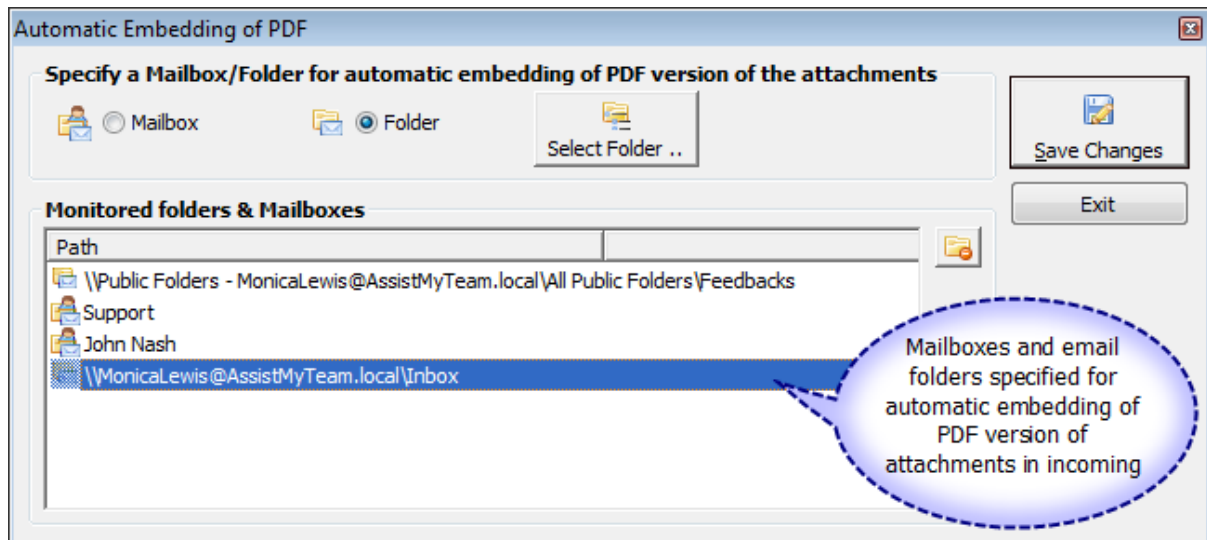 Automatic Embedding of PDF
Specify a Mailbox/Folder for automatic embedding of PDF version of the attachments
Mailbox
Folder
Select Folder ..
Save Changes
Exit
Monitored folders & Mailboxes
Path
\\Public Folders - MonicaLewis@AssistMyTeam.local\All Public Folders\Feedbacks
Support
John Nash
\\MonicaLewis@AssistMyTeam.local\Inbox
Mailboxes and email
folders specified for
automatic embedding of
PDF version of
attachments in incoming